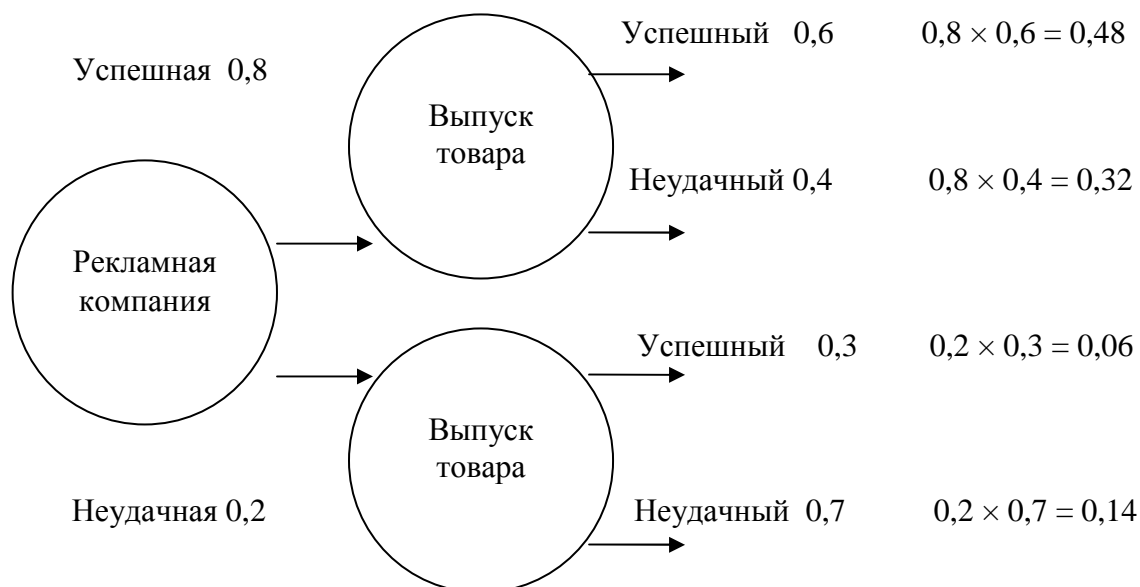 Успешный 0,6 0,8 × 0,6 = 0,48
Успешная 0,8
Выпуск
товара
Неудачный 0,4 0,8 × 0,4 = 0,32
Рекламная
компания
Успешный 0,3 0,2 × 0,3 = 0,06
Выпуск
товара
Неудачная 0,2
Неудачный 0,7 0,2 × 0,7 = 0,14